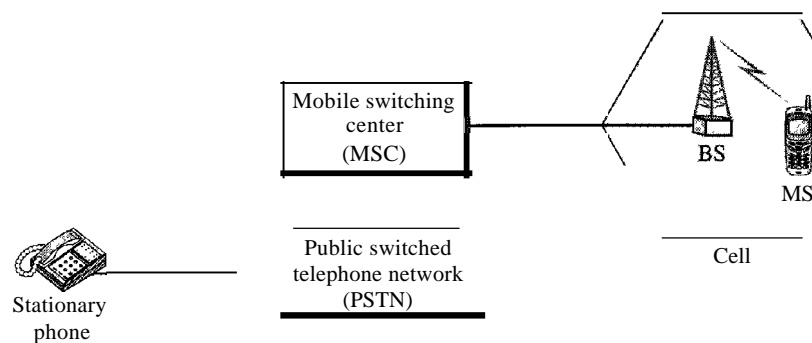 Mobile switching
center
(MSC)
BS
MS
Public switched
telephone network
(PSTN)
Cell
Stationary
phone